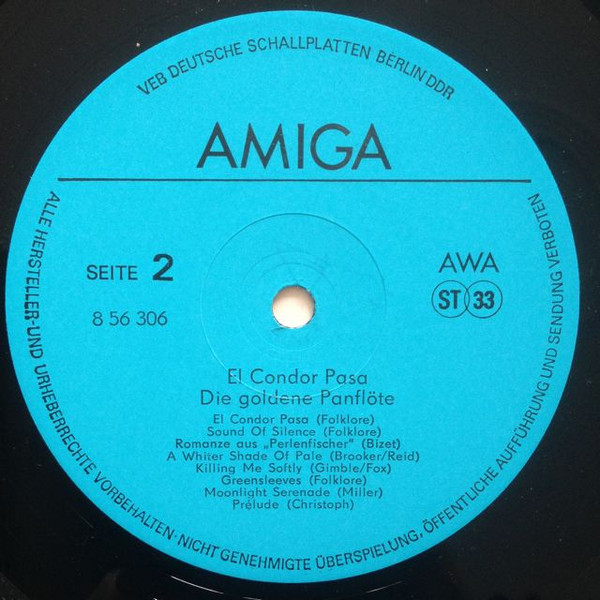 VEB DEUTSCHE SCHALLPLATTEN BERLIN DDR
AMIGA
SEITE 2
8 56 306
AWA
ST 33
El Condor Pasa
Die goldene Panflöte
El Condor Pasa (Folklore)
Sound Of Silence (Folklore)
Romanze aus „Perlenfischer" (Bizet)
A Whiter Shade Of Pale (Brooker/Reid)
Killing Me Softly (Gimble/Fox)
Greensleeves (Folklore)
Moonlight Serenade (Miller)
Prélude (Christoph)
ALLE HERSTELLER-UND URHEBERRECHTE VORBEHALTEN·NICHT GENEHMIGTE ÜBERSPIELUNG, ÖFFENTLICHE AUFFÜHRUNG UND SENDUNG VERBOTEN